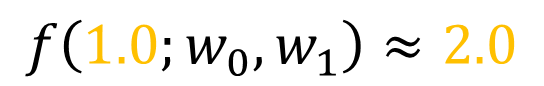 f(1.0; w₀, w₁) ≈ 2.0